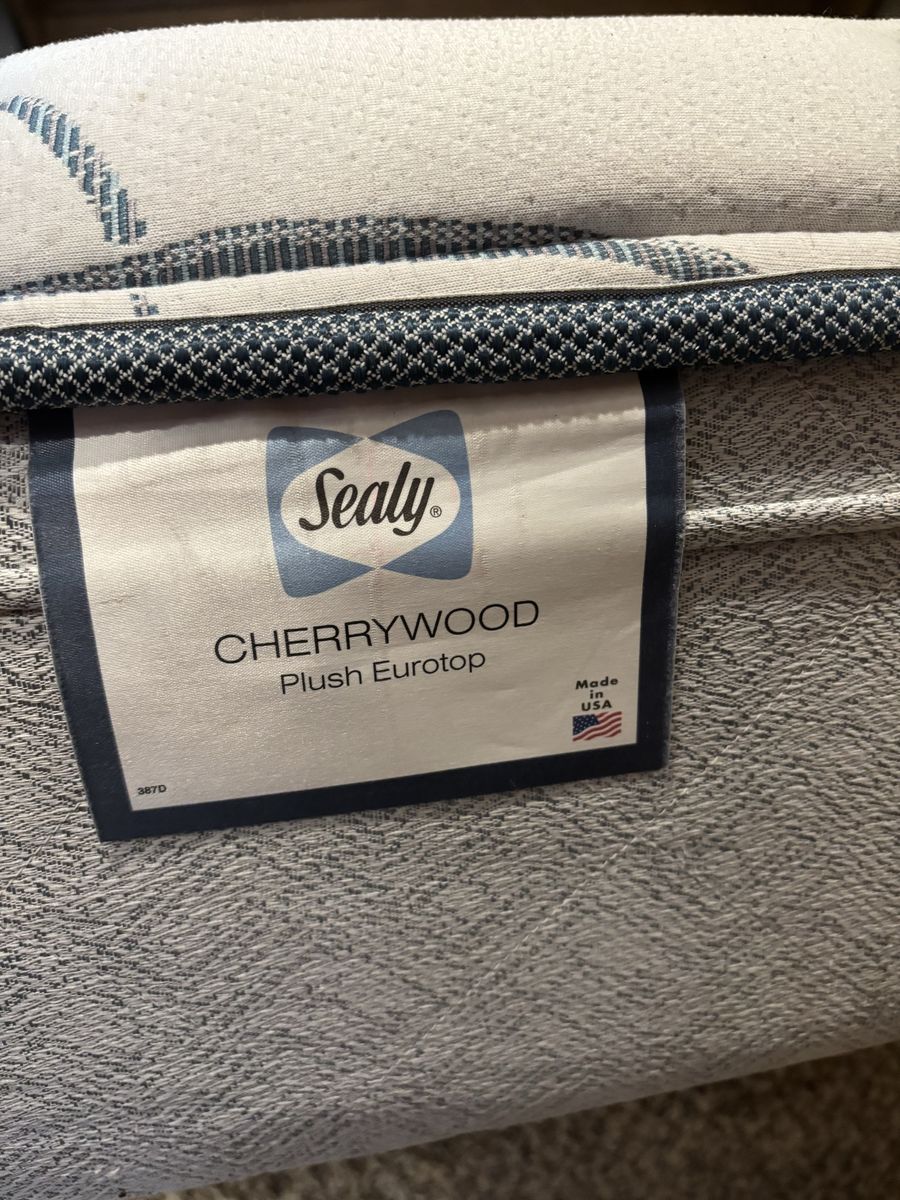 Sealy®
CHERRYWOOD
Plush Eurotop
Made
in
USA
387D